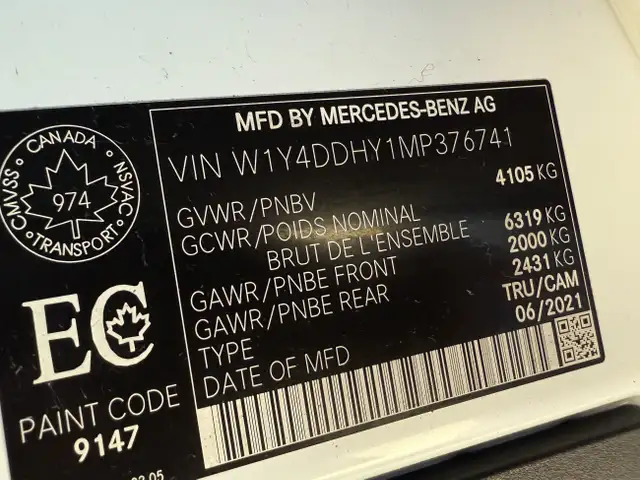 MFD BY MERCEDES-BENZ AG
VIN W1Y4DDHY1MP376741
GVWR/PNBV 4105 KG
GCWR/POIDS NOMINAL
BRUT DE L'ENSEMBLE 6319 KG
GAWR/PNBE FRONT 2000 KG
GAWR/PNBE REAR 2431 KG
TYPE TRU/CAM
DATE OF MFD 06/2021
CANADA
CMVSS
NSVAC
974
TRANSPORT
EC
PAINT CODE
9147